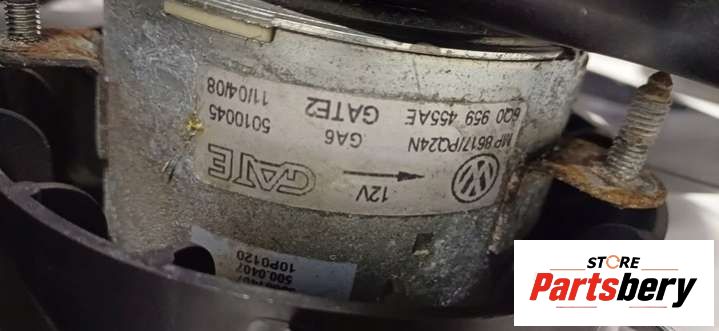 12V
GATE
MP 8617/PQ24N GA6 5010045
6Q0 959 455AE GATE2 11/04/08
500.0407
10P0120
STORE
Partsbery